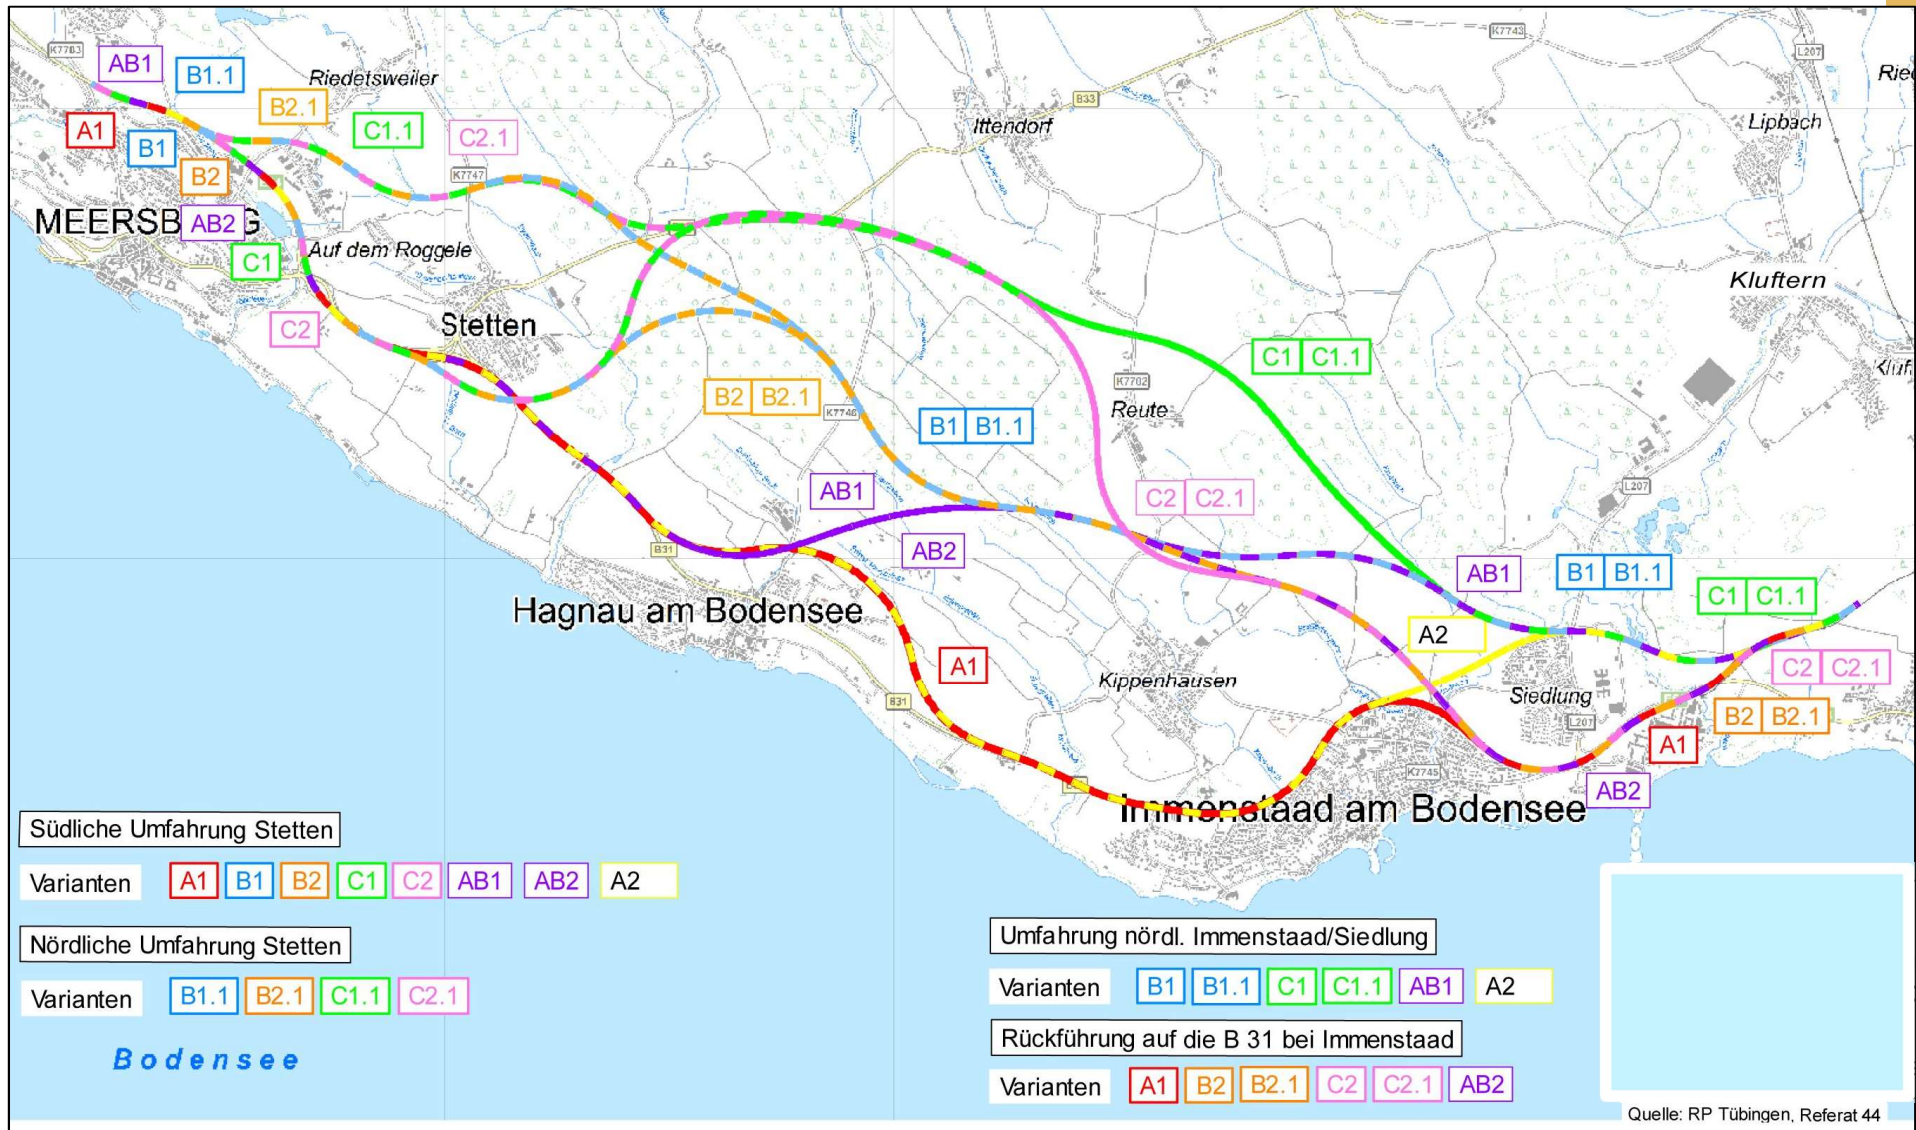 K7783
AB1
B1.1
Riedetsweiler
B2.1
A1
B1
C1.1
C2.1
B2
K7747
MEERSB G
AB2
C1
Auf dem Roggele
C2
Stetten
B33
Ittendorf
K7743
L207
Lipbach
Kluftern
C1 C1.1
K7782
Reute
B2 B2.1
K7746
B1 B1.1
AB1
C2 C2.1
L207
AB2
B31
Hagnau am Bodensee
AB1
B1 B1.1
C1 C1.1
A2
A1
Kippenhausen
Siedlung
C2 C2.1
B31
L207
B2 B2.1
A1
K7745
AB2
Immenstaad am Bodensee
Südliche Umfahrung Stetten
Varianten A1 B1 B2 C1 C2 AB1 AB2 A2
Nördliche Umfahrung Stetten
Varianten B1.1 B2.1 C1.1 C2.1
Bodensee
Umfahrung nördl. Immenstaad/Siedlung
Varianten B1 B1.1 C1 C1.1 AB1 A2
Rückführung auf die B 31 bei Immenstaad
Varianten A1 B2 B2.1 C2 C2.1 AB2
Quelle: RP Tübingen, Referat 44